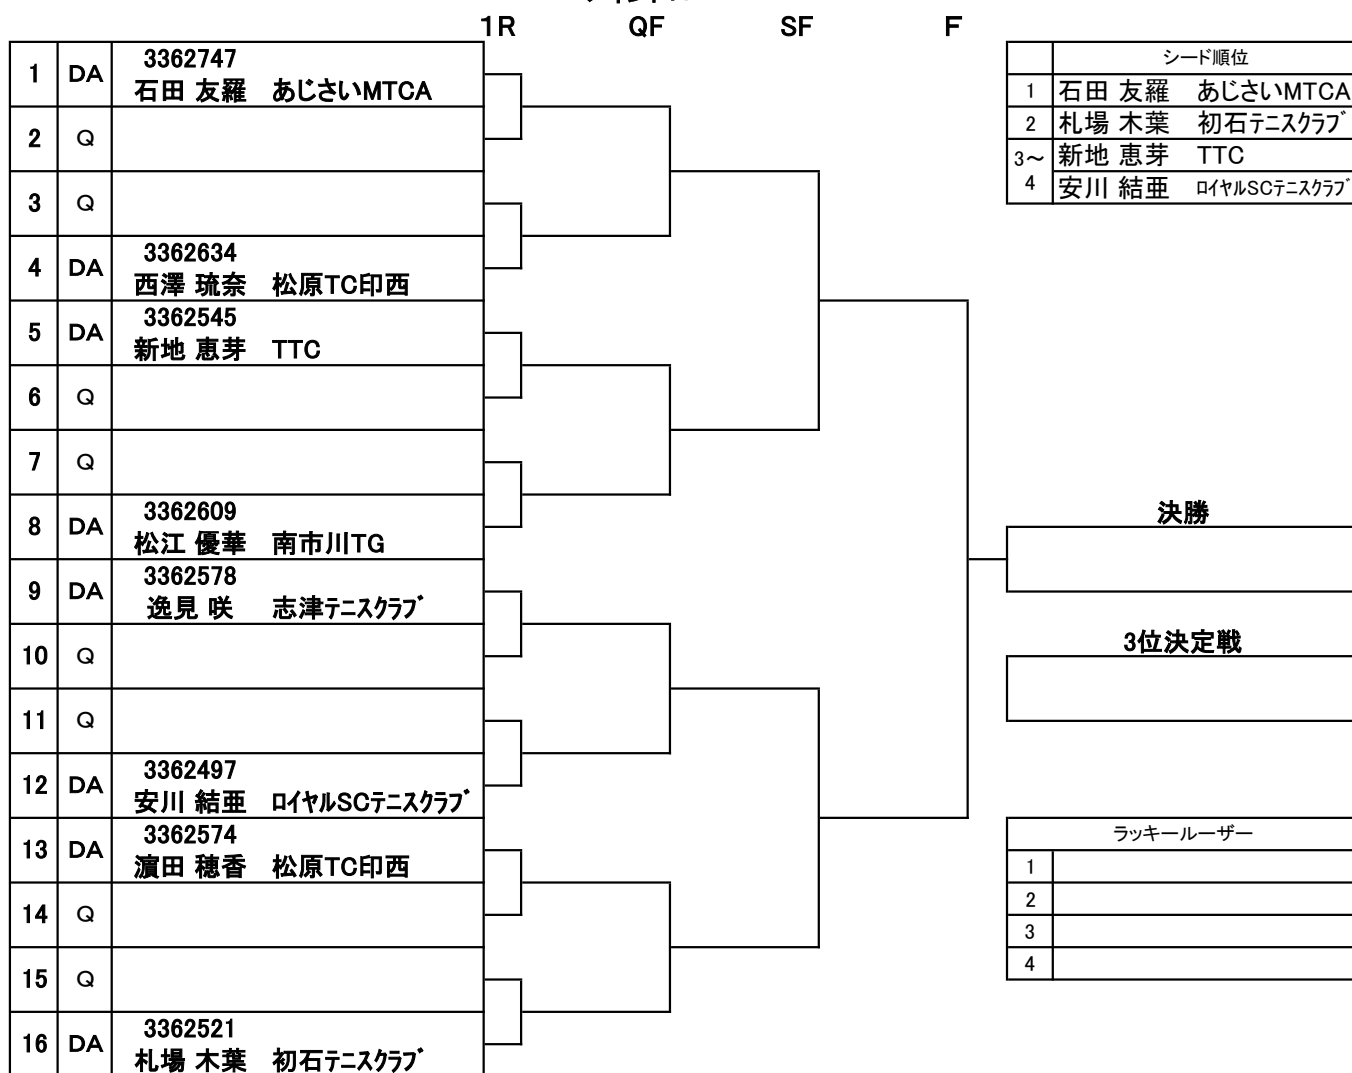 1R QF SF F
1 DA 3362747
石田 友羅 あじさいMTCA
2 Q
3 Q
4 DA 3362634
西澤 琉奈 松原TC印西
5 DA 3362545
新地 恵芽 TTC
6 Q
7 Q
8 DA 3362609
松江 優華 南市川TG
9 DA 3362578
逸見 咲 志津テニスクラブ
10 Q
11 Q
12 DA 3362497
安川 結亜 ロイヤルSCテニスクラブ
13 DA 3362574
濵田 穂香 松原TC印西
14 Q
15 Q
16 DA 3362521
札場 木葉 初石テニスクラブ
シード順位
1 石田 友羅 あじさいMTCA
2 札場 木葉 初石テニスクラブ
3～ 新地 恵芽 TTC
4 安川 結亜 ロイヤルSCテニスクラブ
決勝
3位決定戦
ラッキールーザー
1
2
3
4